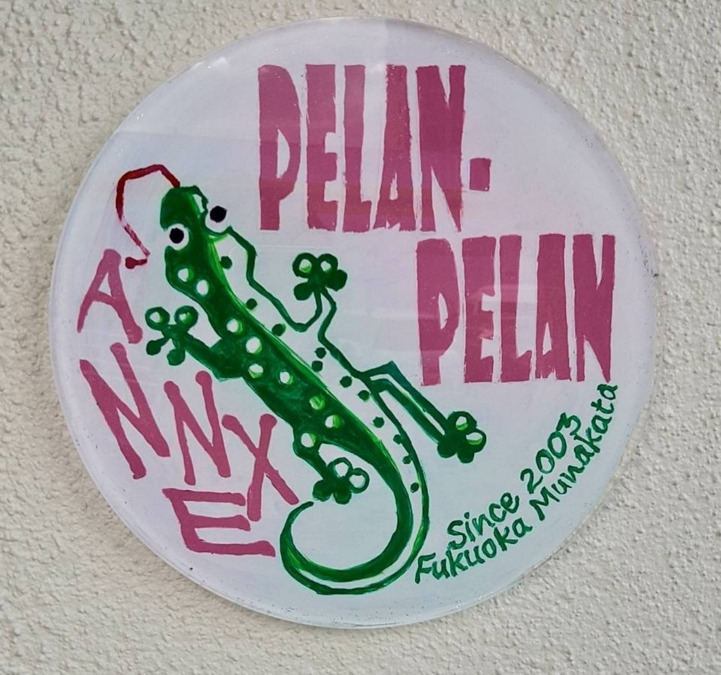 PELAN-
PELAN
ANNEX
Since 2003
Fukuoka Munakata